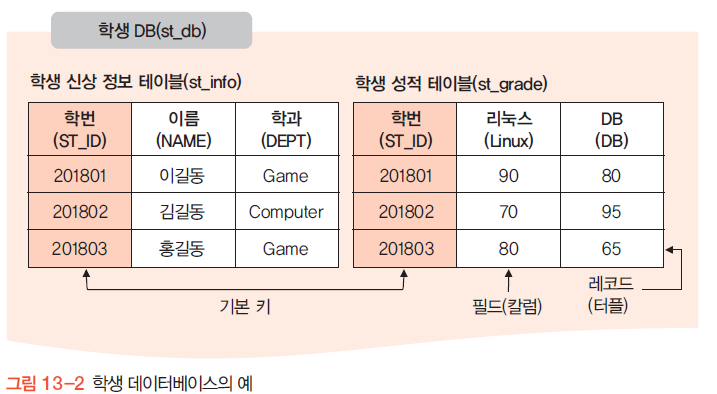 학생 DB(st_db)
학생 신상 정보 테이블(st_info)
학번 이름 학과
(ST_ID) (NAME) (DEPT)
201801 이길동 Game
201802 김길동 Computer
201803 홍길동 Game
학생 성적 테이블(st_grade)
학번 리눅스 DB
(ST_ID) (Linux) (DB)
201801 90 80
201802 70 95
201803 80 65
기본 키
필드(칼럼)
레코드
(터플)
그림 13-2 학생 데이터베이스의 예